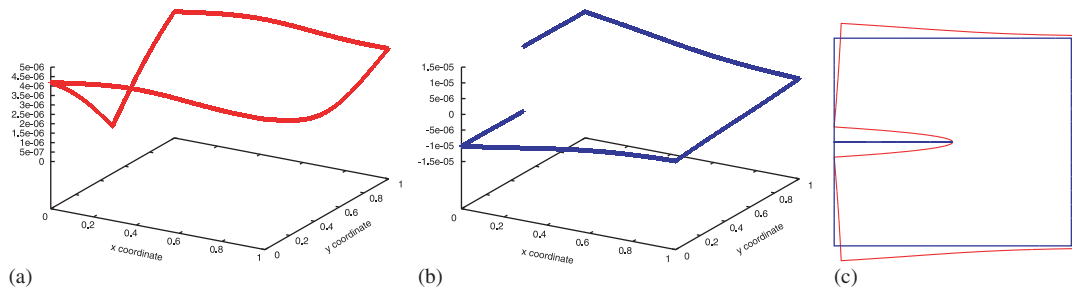 5e-06
4.5e-06
4e-06
3.5e-06
3e-06
2.5e-06
2e-06
1.5e-06
1e-06
5e-07
0
0
0.2
0.4
0.6
0.8
1
x coordinate
0
0.2
0.4
0.6
0.8
1
y coordinate
(a)
1.5e-05
1e-05
5e-06
0
-5e-06
-1e-05
-1.5e-05
0
0.2
0.4
0.6
0.8
1
x coordinate
0
0.2
0.4
0.6
0.8
1
y coordinate
(b)
(c)